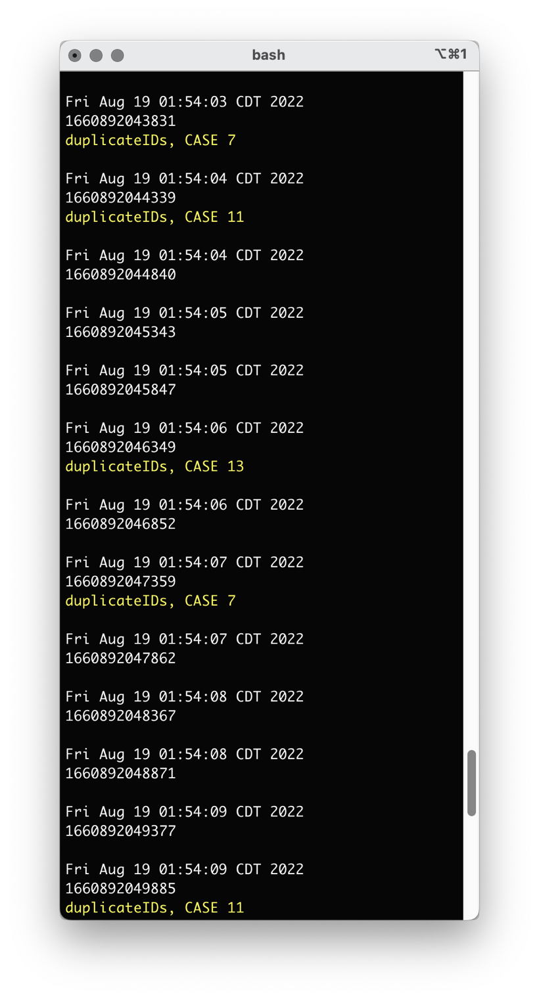 bash ⌥⌘1
Fri Aug 19 01:54:03 CDT 2022
1660892043831
duplicateIDs, CASE 7
Fri Aug 19 01:54:04 CDT 2022
1660892044339
duplicateIDs, CASE 11
Fri Aug 19 01:54:04 CDT 2022
1660892044840
Fri Aug 19 01:54:05 CDT 2022
1660892045343
Fri Aug 19 01:54:05 CDT 2022
1660892045847
Fri Aug 19 01:54:06 CDT 2022
1660892046349
duplicateIDs, CASE 13
Fri Aug 19 01:54:06 CDT 2022
1660892046852
Fri Aug 19 01:54:07 CDT 2022
1660892047359
duplicateIDs, CASE 7
Fri Aug 19 01:54:07 CDT 2022
1660892047862
Fri Aug 19 01:54:08 CDT 2022
1660892048367
Fri Aug 19 01:54:08 CDT 2022
1660892048871
Fri Aug 19 01:54:09 CDT 2022
1660892049377
Fri Aug 19 01:54:09 CDT 2022
1660892049885
duplicateIDs, CASE 11